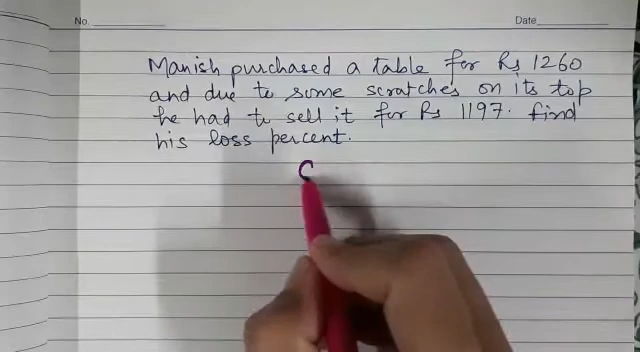 No.
Date
Manish purchased a table for Rs 1260
and due to some scratches on its top
he had to sell it for Rs 1197. find
his loss percent.
C